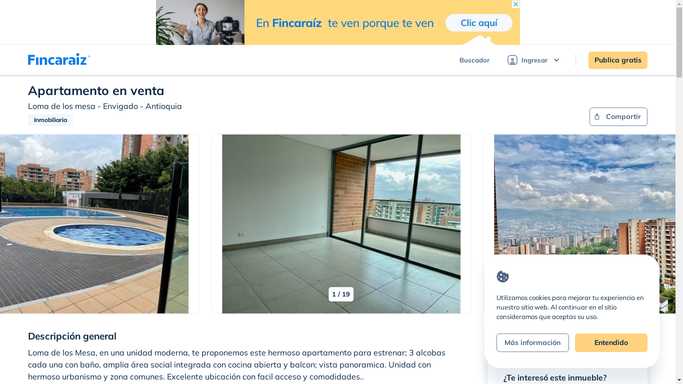 En Fincaraíz te ven porque te ven
Clic aquí
Fincaraiz
Buscador
Ingresar
Publica gratis
Apartamento en venta
Loma de los mesa - Envigado - Antioquia
Inmobiliaria
Compartir
1 / 19
Utilizamos cookies para mejorar tu experiencia en
nuestro sitio web. Al continuar en el sitio
consideramos que aceptas su uso.
Más información
Entendido
Descripción general
Loma de los Mesa, en una unidad moderna, te proponemos este hermoso apartamento para estrenar; 3 alcobas
cada una con baño, amplia área social integrada con cocina abierta y balcon; vista panoramica. Unidad con
hermoso urbanismo y zona comunes. Excelente ubicación con facil acceso y comodidades..
¿Te interesó este inmueble?